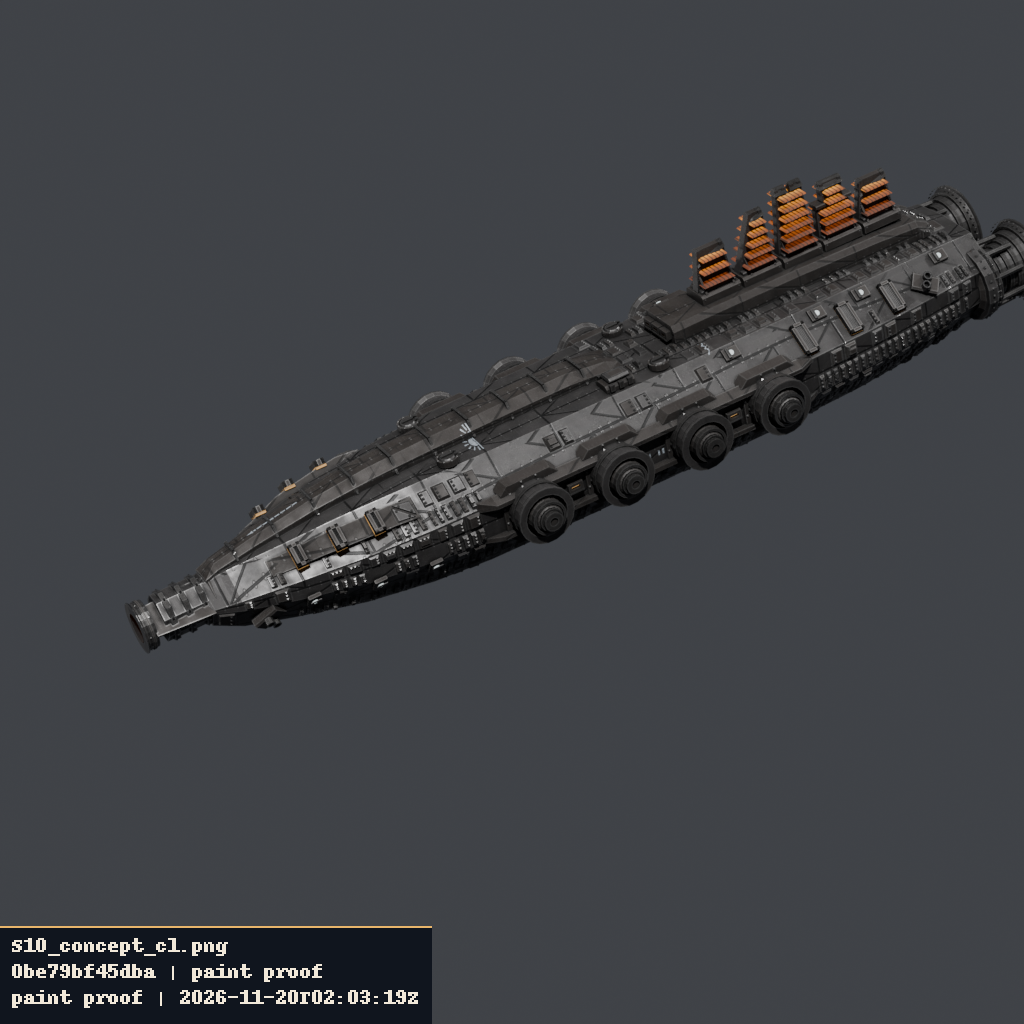 S10_concept_c1.png
0be79bf45dba | paint proof
paint proof | 2026-11-20T02:03:19Z